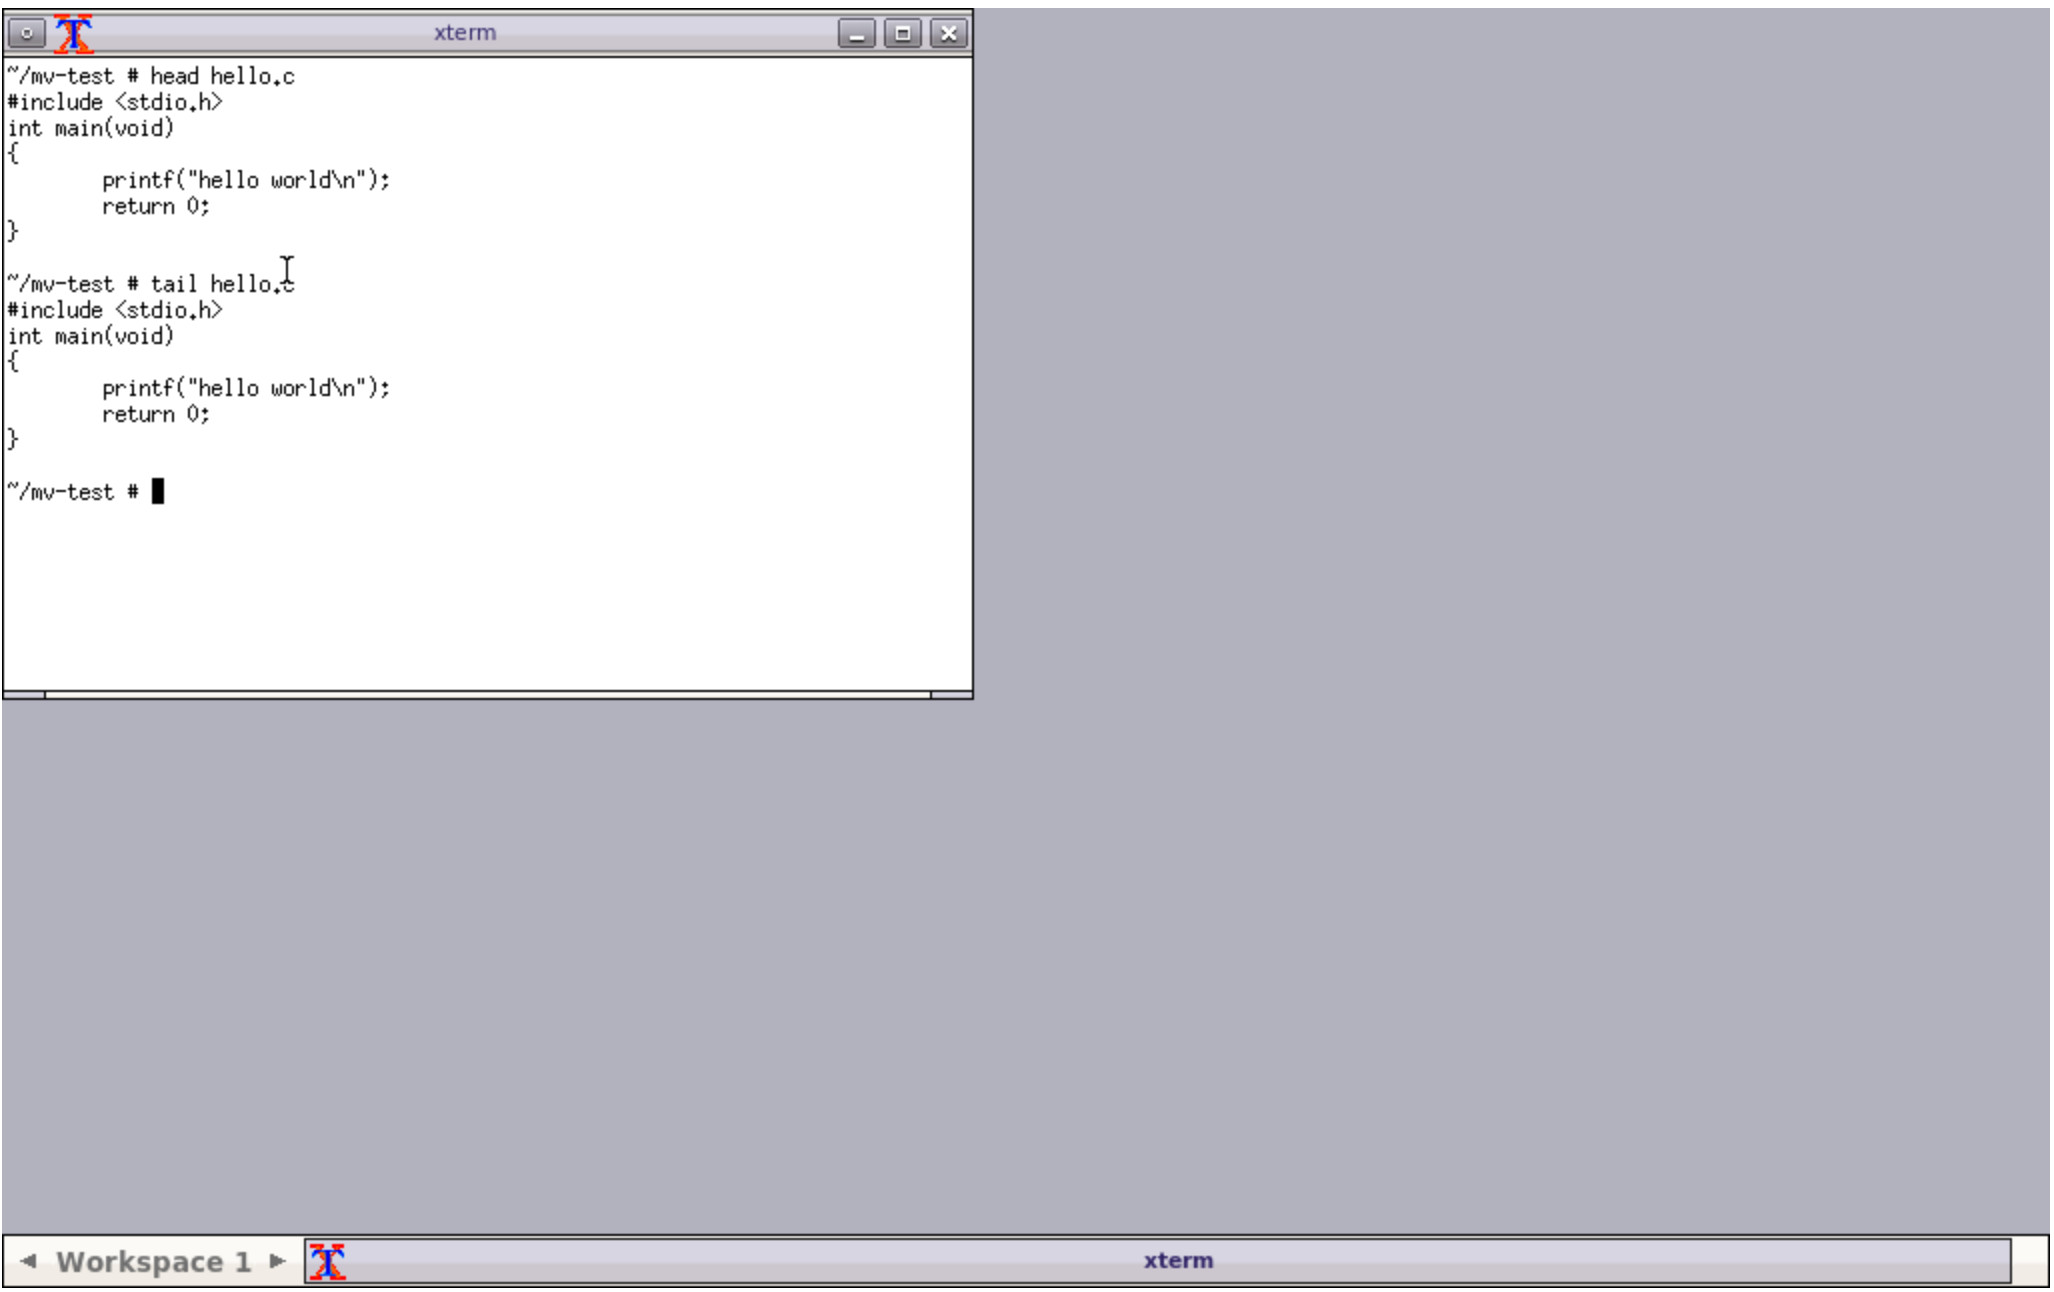 xterm
~/mv-test # head hello.c
#include <stdio.h>
int main(void)
{
        printf("hello world\n");
        return 0;
}

~/mv-test # tail hello.c
#include <stdio.h>
int main(void)
{
        printf("hello world\n");
        return 0;
}

~/mv-test #
Workspace 1
xterm